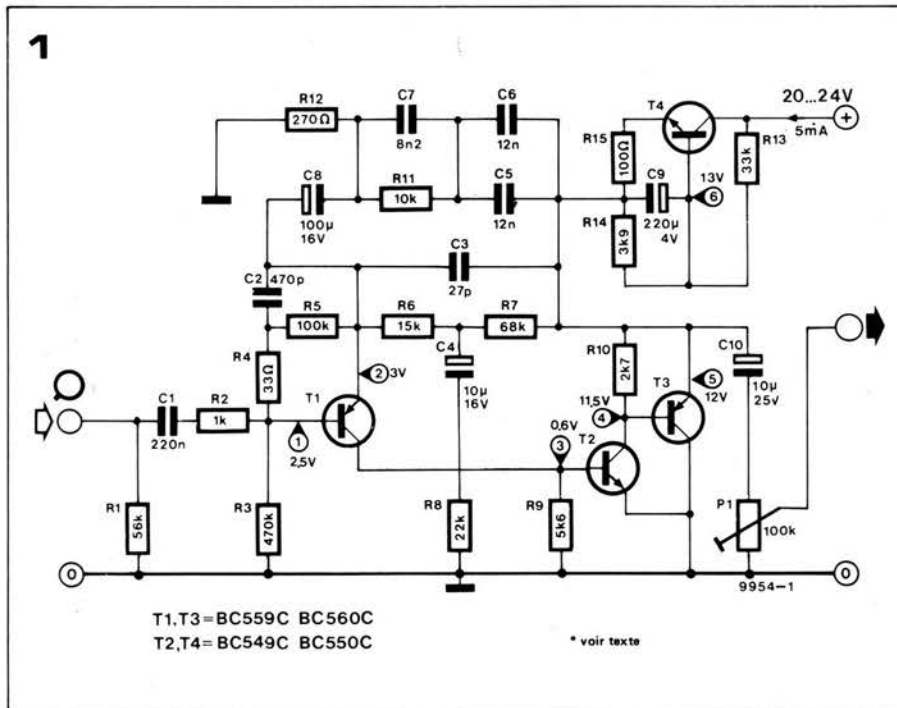 1
R12
270Ω
C7
8n2
C6
12n
T4
20...24V
5mA
+
R15
100Ω
R13
33k
C8
100µ
16V
R11
10k
C5
12n
C9
220µ
4V
13V
6
R14
3k9
C3
27p
C2
470p
R5
100k
R6
15k
R7
68k
R4
33Ω
C4
10µ
16V
R10
2k7
C10
10µ
25V
T3
5
12V
2
3V
T1
C1
220n
R2
1k
1
2,5V
11,5V
4
0,6V
3
T2
R1
56k
R3
470k
R8
22k
R9
5k6
P1
100k
0
0
9954-1
T1,T3=BC559C BC560C
T2,T4=BC549C BC550C
* voir texte